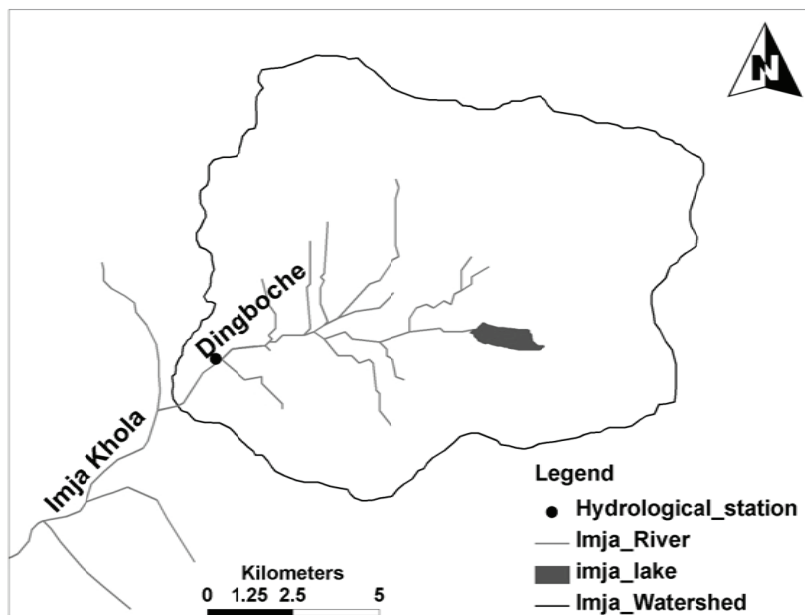 N
Dingboche
Imja Khola
Legend
Hydrological_station
Imja_River
imja_lake
Imja_Watershed
Kilometers
0 1.25 2.5 5